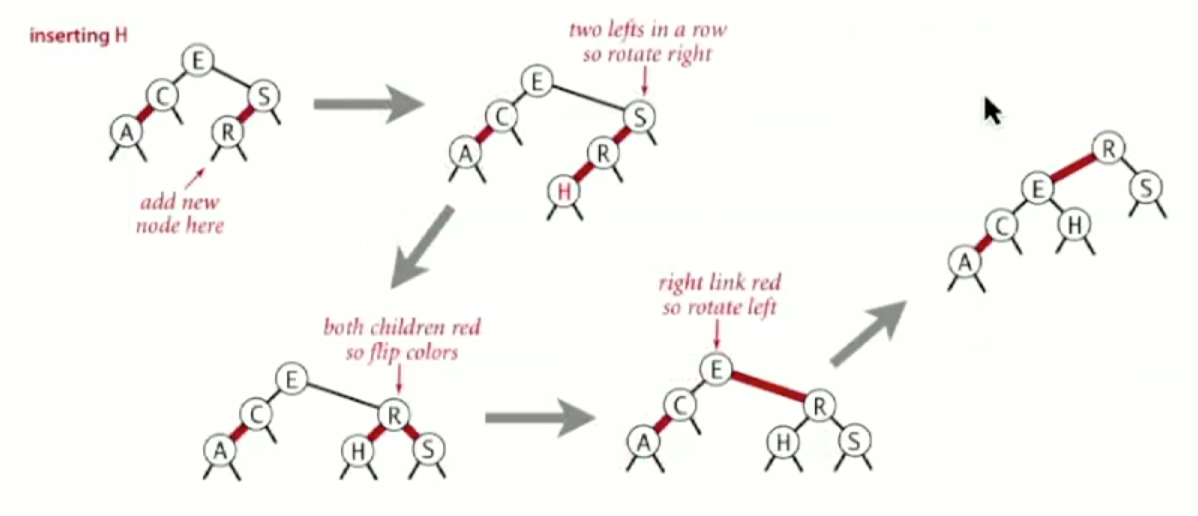 inserting H
E
C
S
A
R
add new
node here
two lefts in a row
so rotate right
E
C
S
A
R
H
both children red
so flip colors
E
C
R
A
H
S
right link red
so rotate left
E
C
R
A
H
S
R
E
S
C
H
A